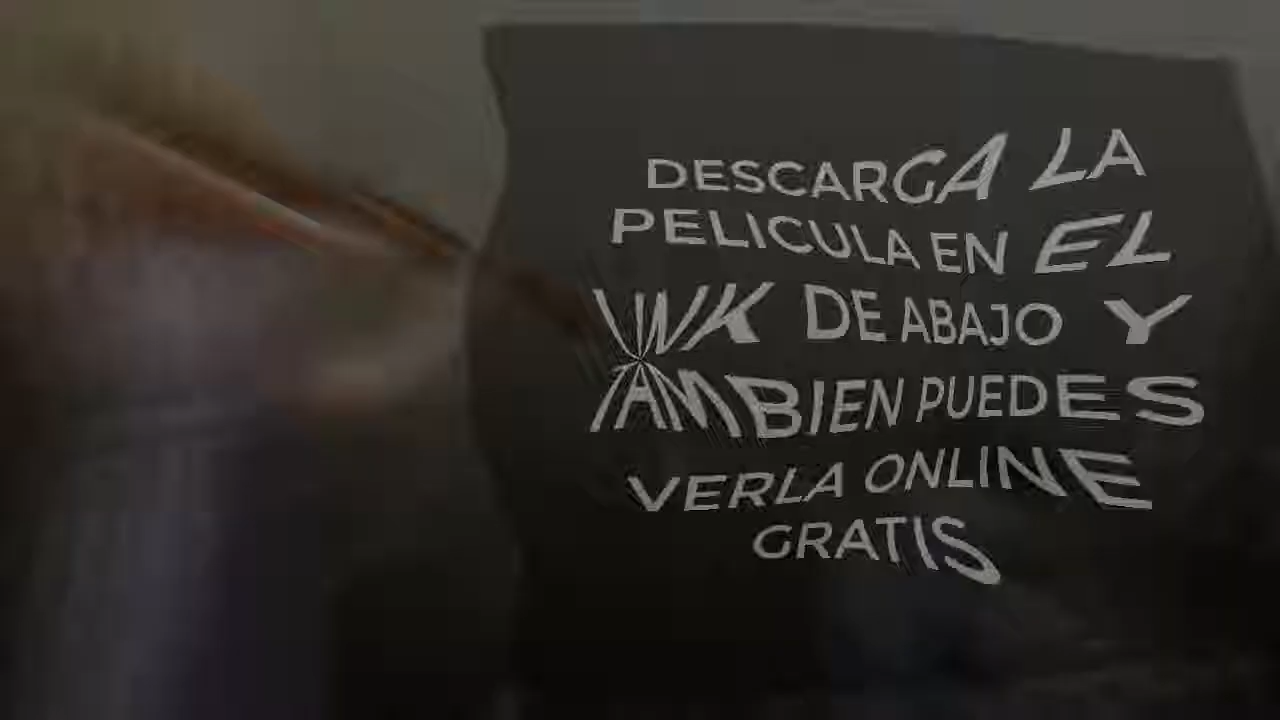 DESCARGA LA
PELICULA EN EL
LINK DE ABAJO Y
TAMBIEN PUEDES
VERLA ONLINE
GRATIS